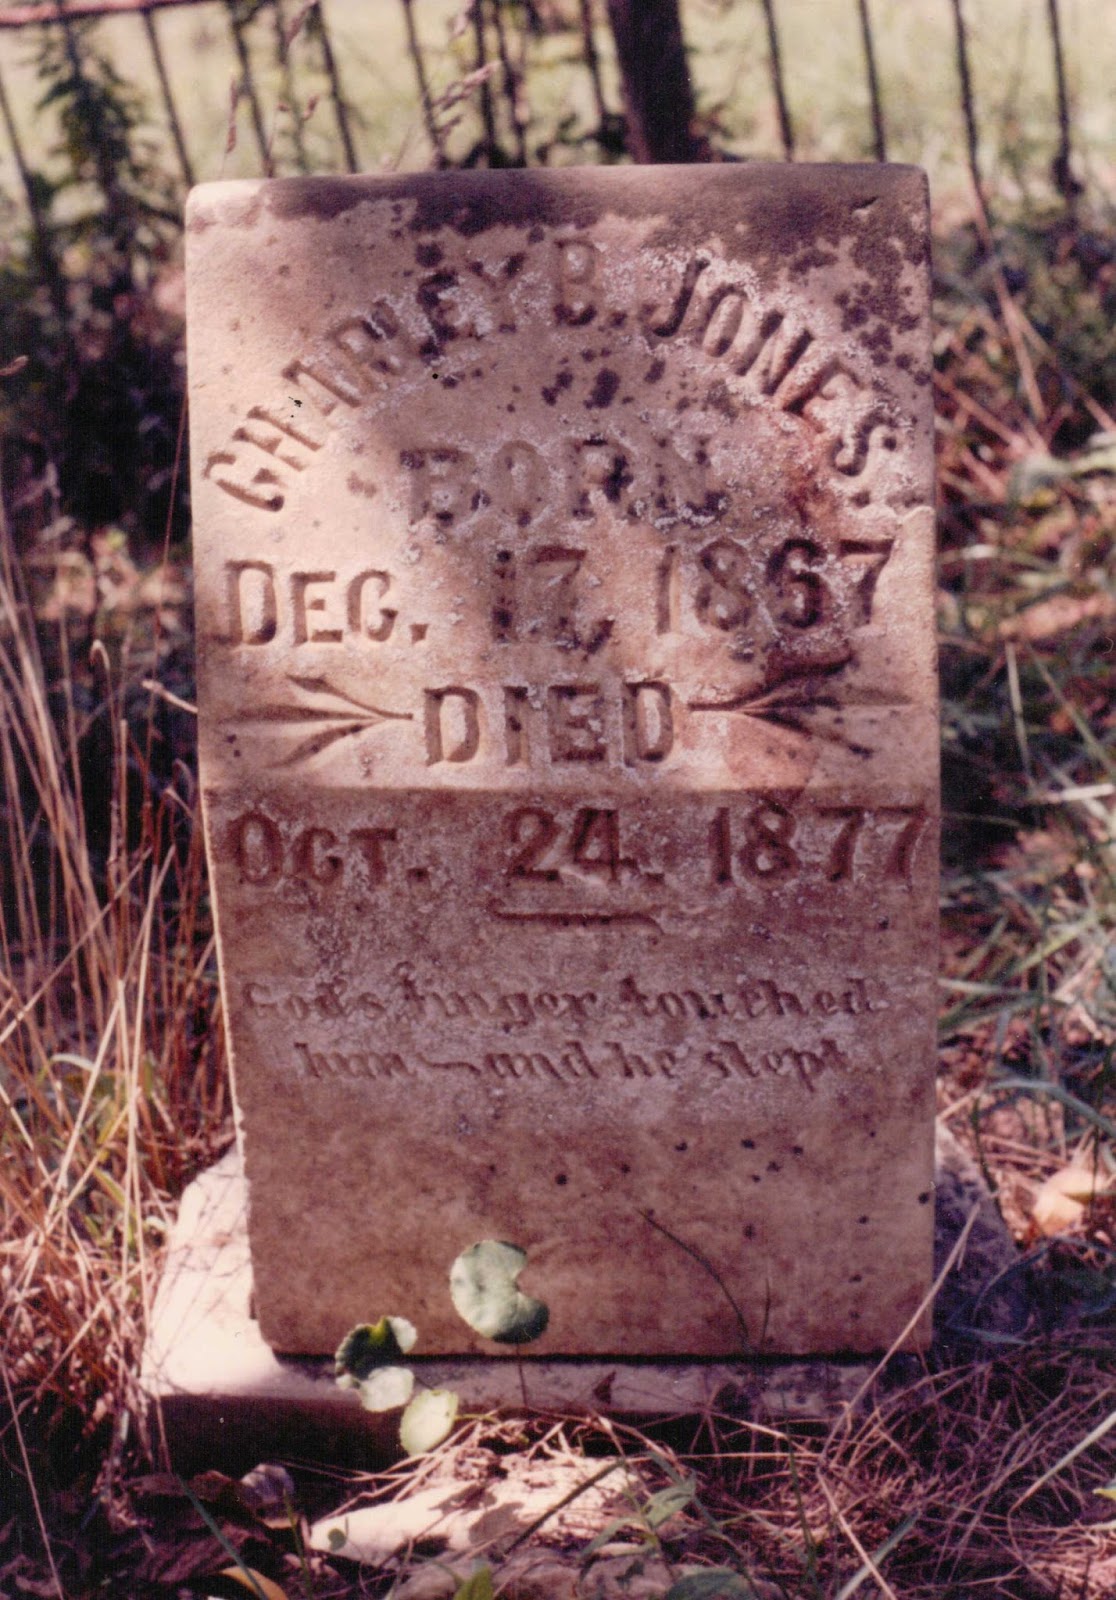 CHARLEY B. JONES
BORN
DEC. 17, 1867
DIED
OCT. 24. 1877
God's finger touched
him — and he slept